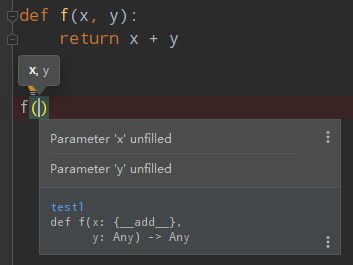 def f(x, y):
    return x + y
x, y
f()
Parameter 'x' unfilled
Parameter 'y' unfilled
test1
def f(x: {__add__},
      y: Any) -> Any